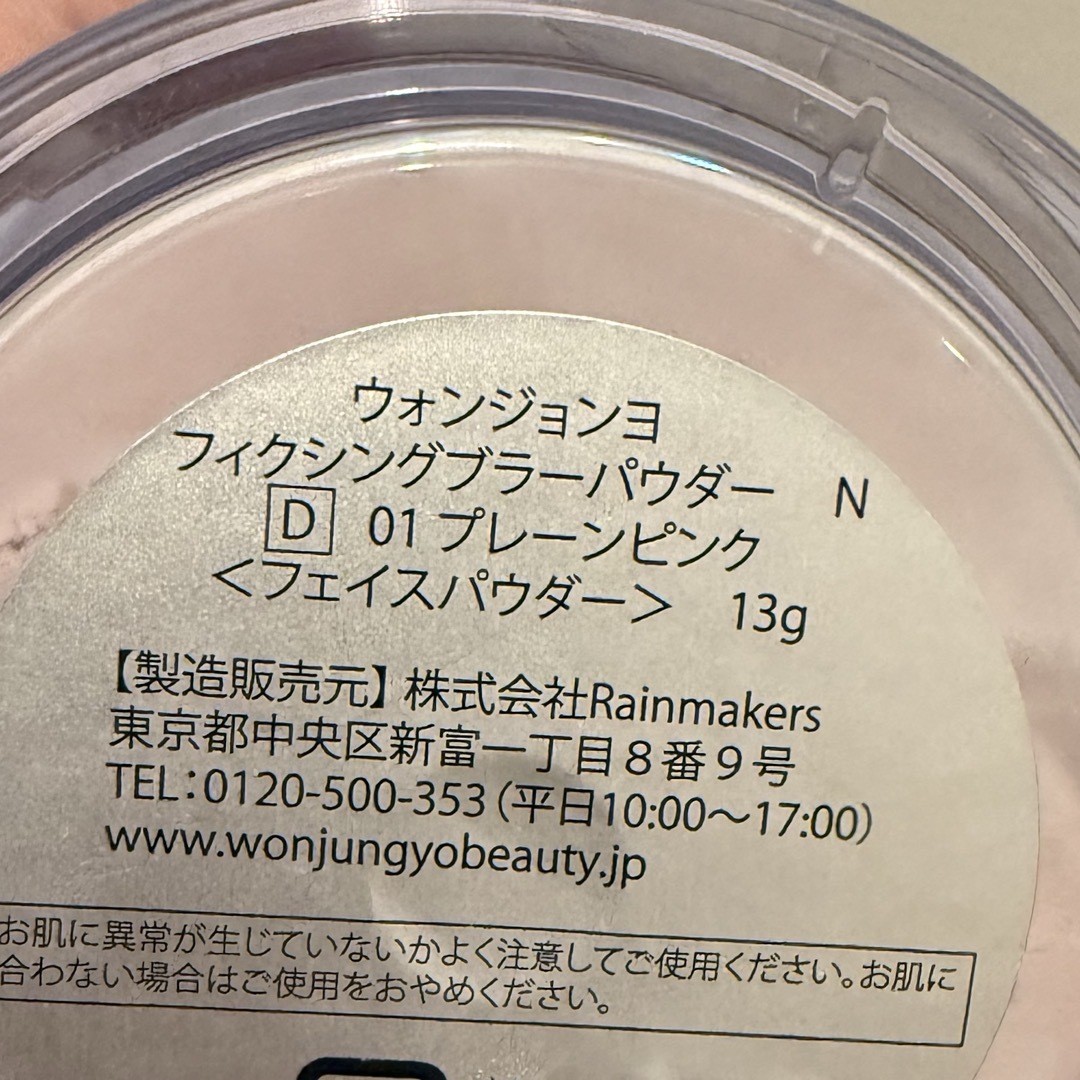 ウォンジョンヨ
フィクシングブラーパウダー N
D 01 プレーンピンク
＜フェイスパウダー＞ 13g
【製造販売元】株式会社Rainmakers
東京都中央区新富一丁目８番９号
TEL：0120-500-353（平日10:00～17:00）
www.wonjungyobeauty.jp
お肌に異常が生じていないかよく注意してご使用ください。お肌に
合わない場合はご使用をおやめください。